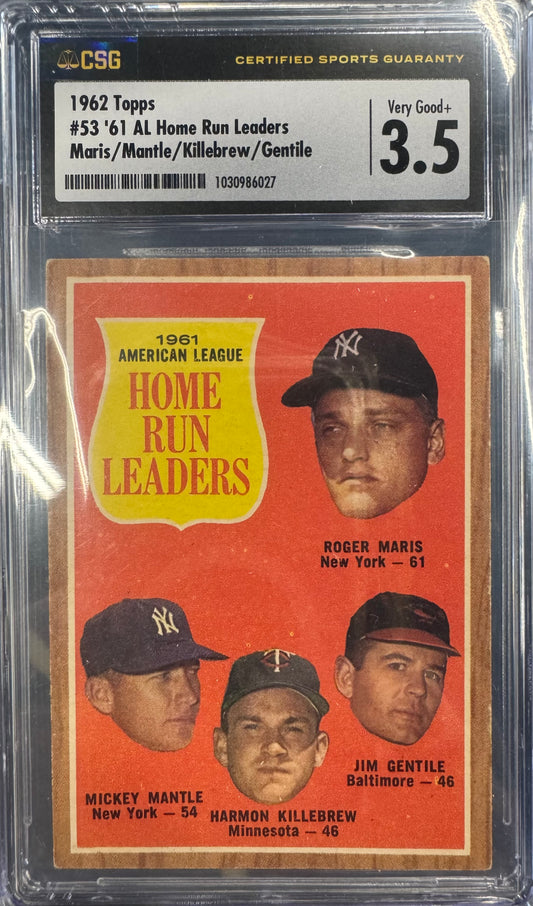 CSG
CERTIFIED SPORTS GUARANTY
1962 Topps
#53 '61 AL Home Run Leaders
Maris/Mantle/Killebrew/Gentile
1030986027
Very Good+
3.5
1961
AMERICAN LEAGUE
HOME
RUN
LEADERS
NY
ROGER MARIS
New York — 61
NY
MICKEY MANTLE
New York — 54
TC
HARMON KILLEBREW
Minnesota — 46
JIM GENTILE
Baltimore — 46